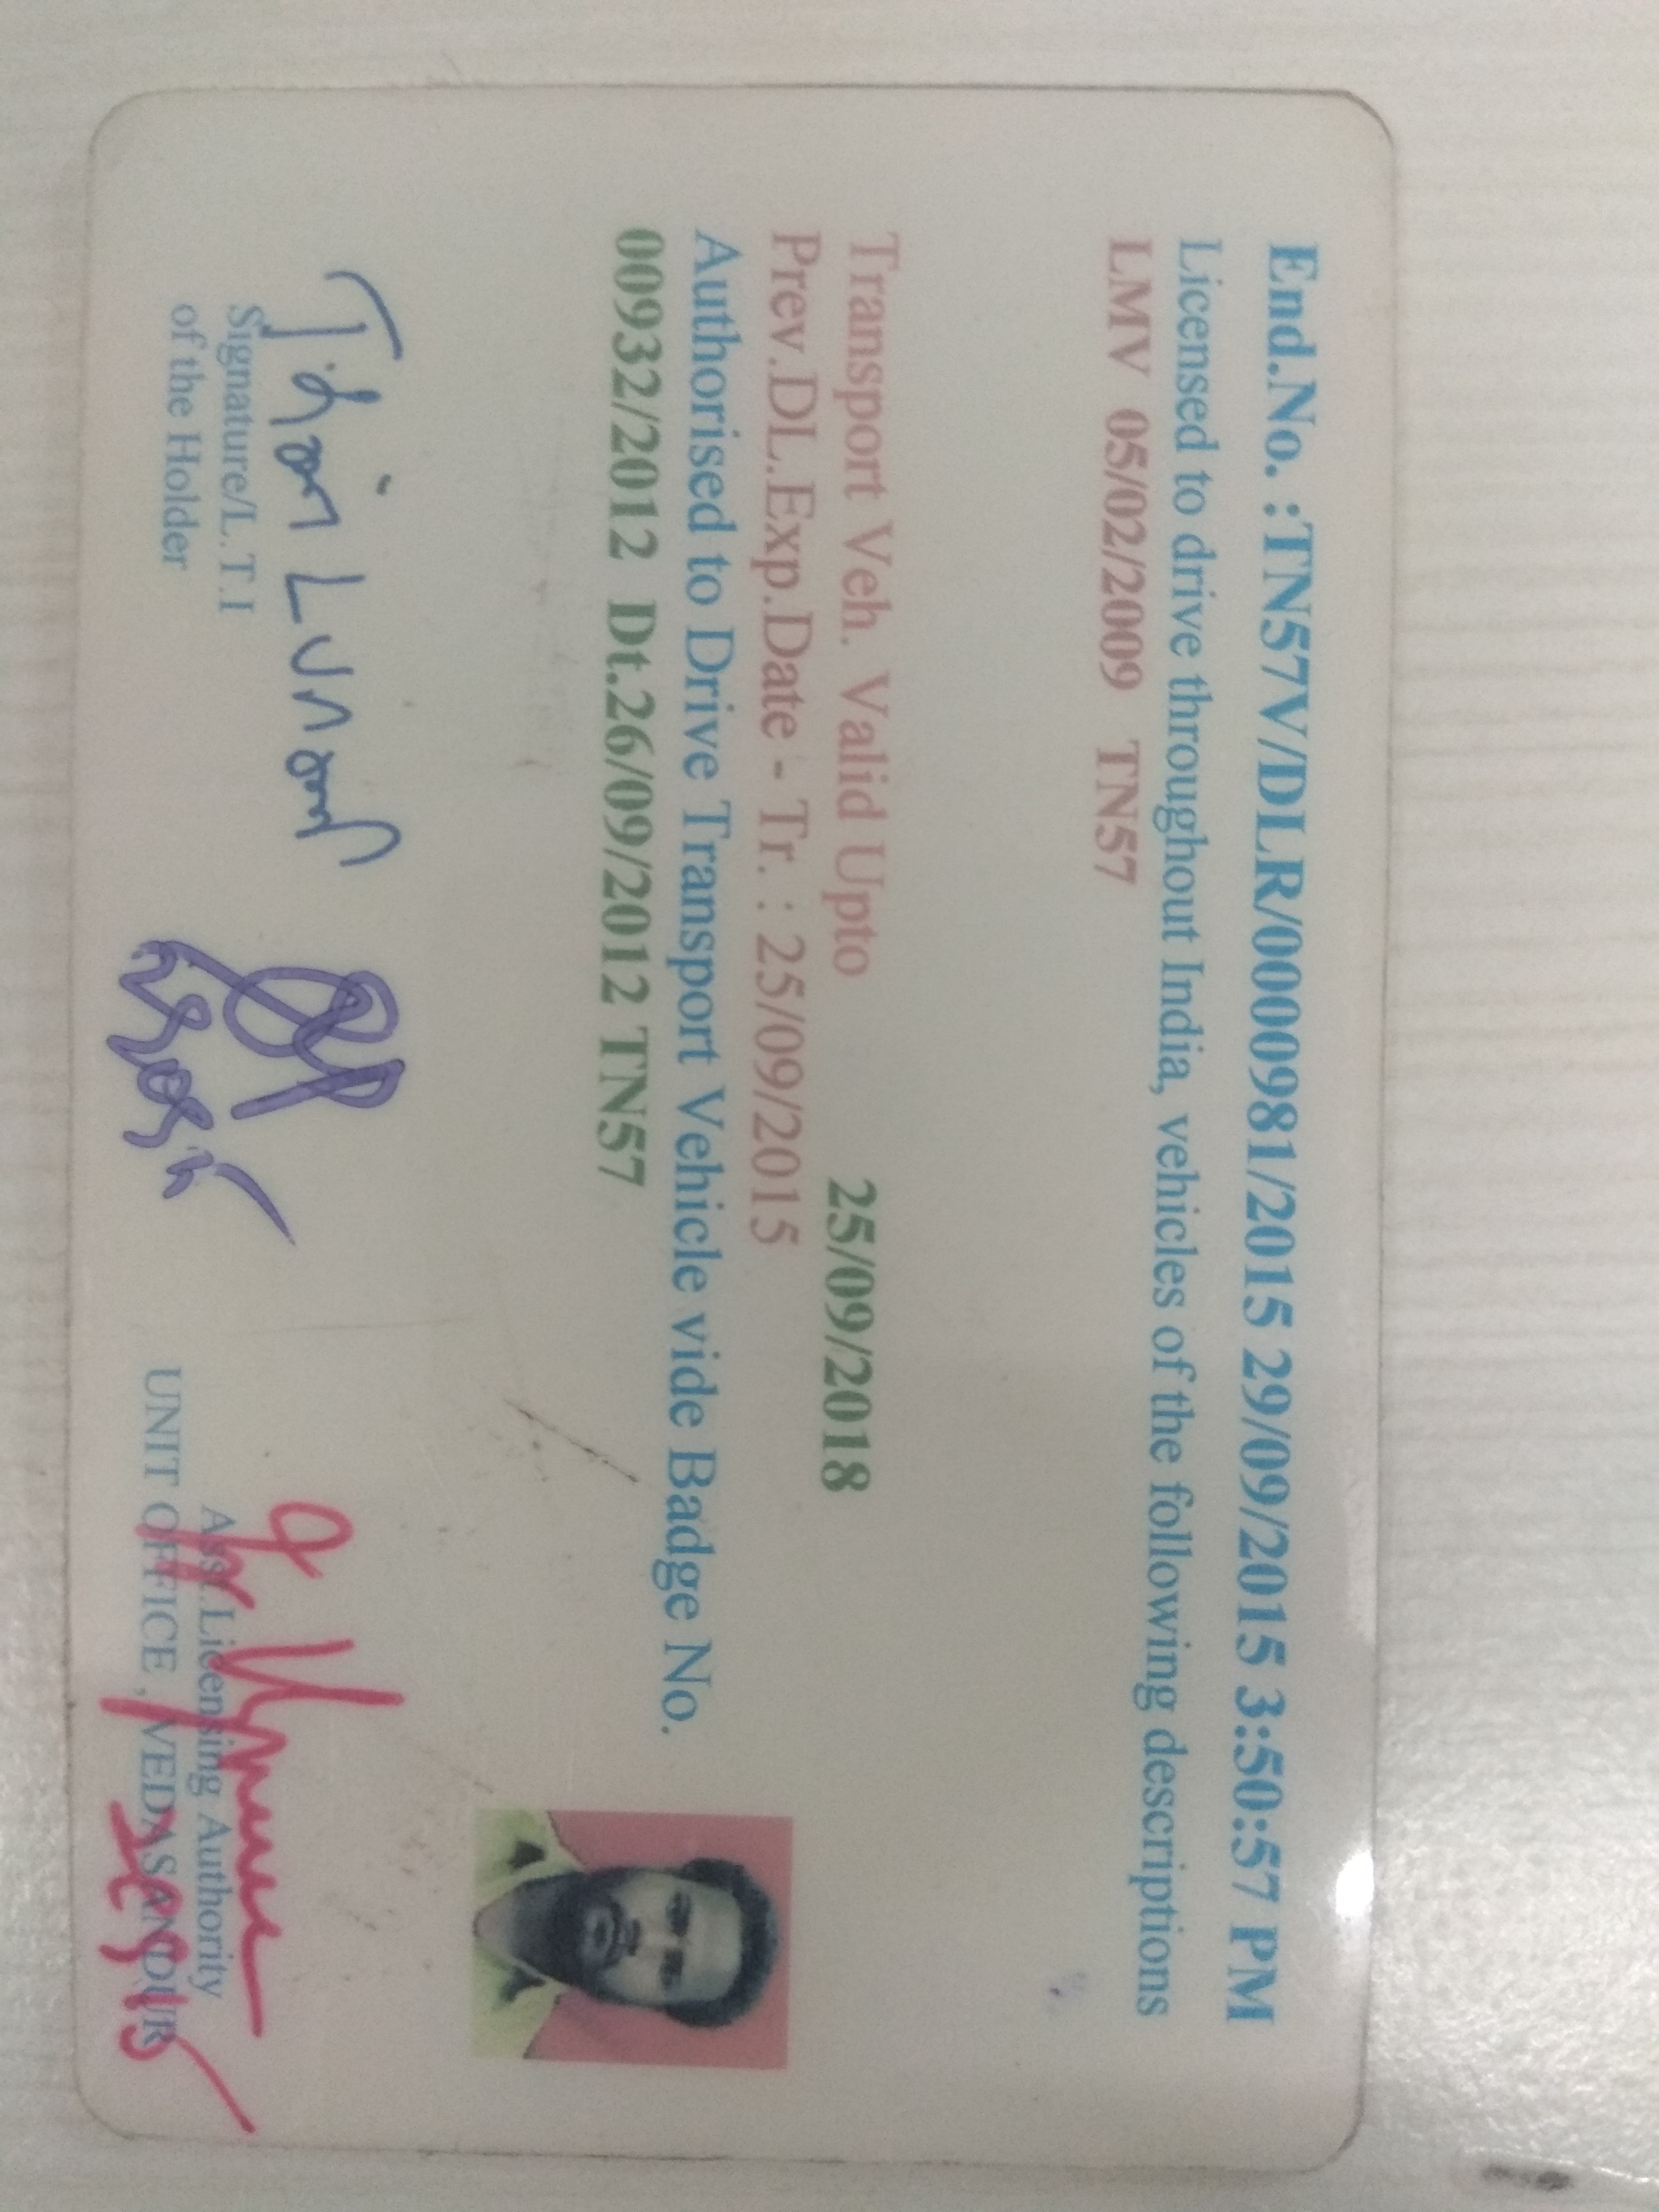 End.No. :TN57V/DLR/0000981/2015 29/09/2015 3:50:57 PM
Licensed to drive throughout India, vehicles of the following descriptions
LMV 05/02/2009 TN57
Transport Veh. Valid Upto 25/09/2018
Prev.DL.Exp.Date - Tr. : 25/09/2015
Authorised to Drive Transport Vehicle vide Badge No.
00932/2012 Dt.26/09/2012 TN57
Signature/L.T.I
of the Holder
Asst.Licensing Authority
UNIT OFFICE , VEDASANDUR